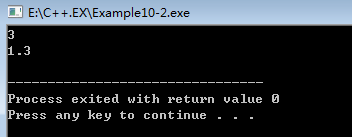 E:\C++.EX\Example10-2.exe
3
1.3
--------------------------------
Process exited with return value 0
Press any key to continue . . .